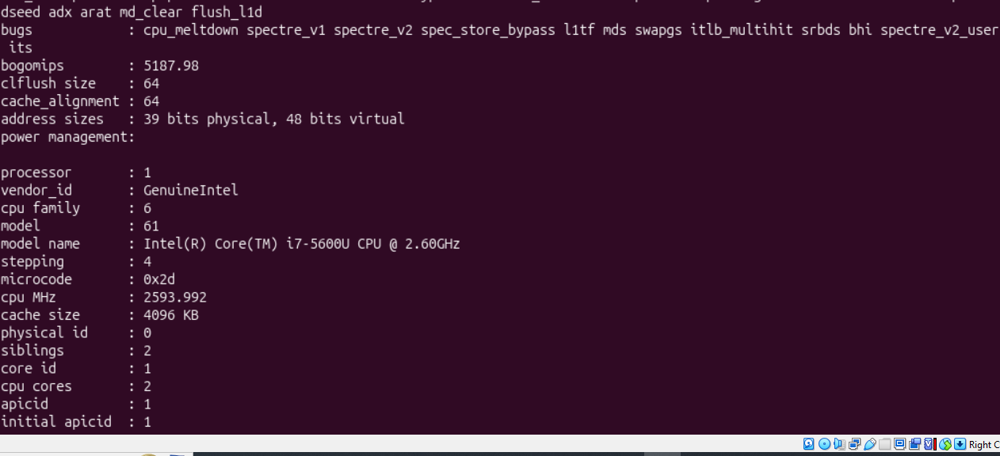 dseed adx arat md_clear flush_l1d
bugs : cpu_meltdown spectre_v1 spectre_v2 spec_store_bypass l1tf mds swapgs itlb_multihit srbds bhi spectre_v2_user
its
bogomips : 5187.98
clflush size : 64
cache_alignment : 64
address sizes : 39 bits physical, 48 bits virtual
power management:
processor : 1
vendor_id : GenuineIntel
cpu family : 6
model : 61
model name : Intel(R) Core(TM) i7-5600U CPU @ 2.60GHz
stepping : 4
microcode : 0x2d
cpu MHz : 2593.992
cache size : 4096 KB
physical id : 0
siblings : 2
core id : 1
cpu cores : 2
apicid : 1
initial apicid : 1
Right C